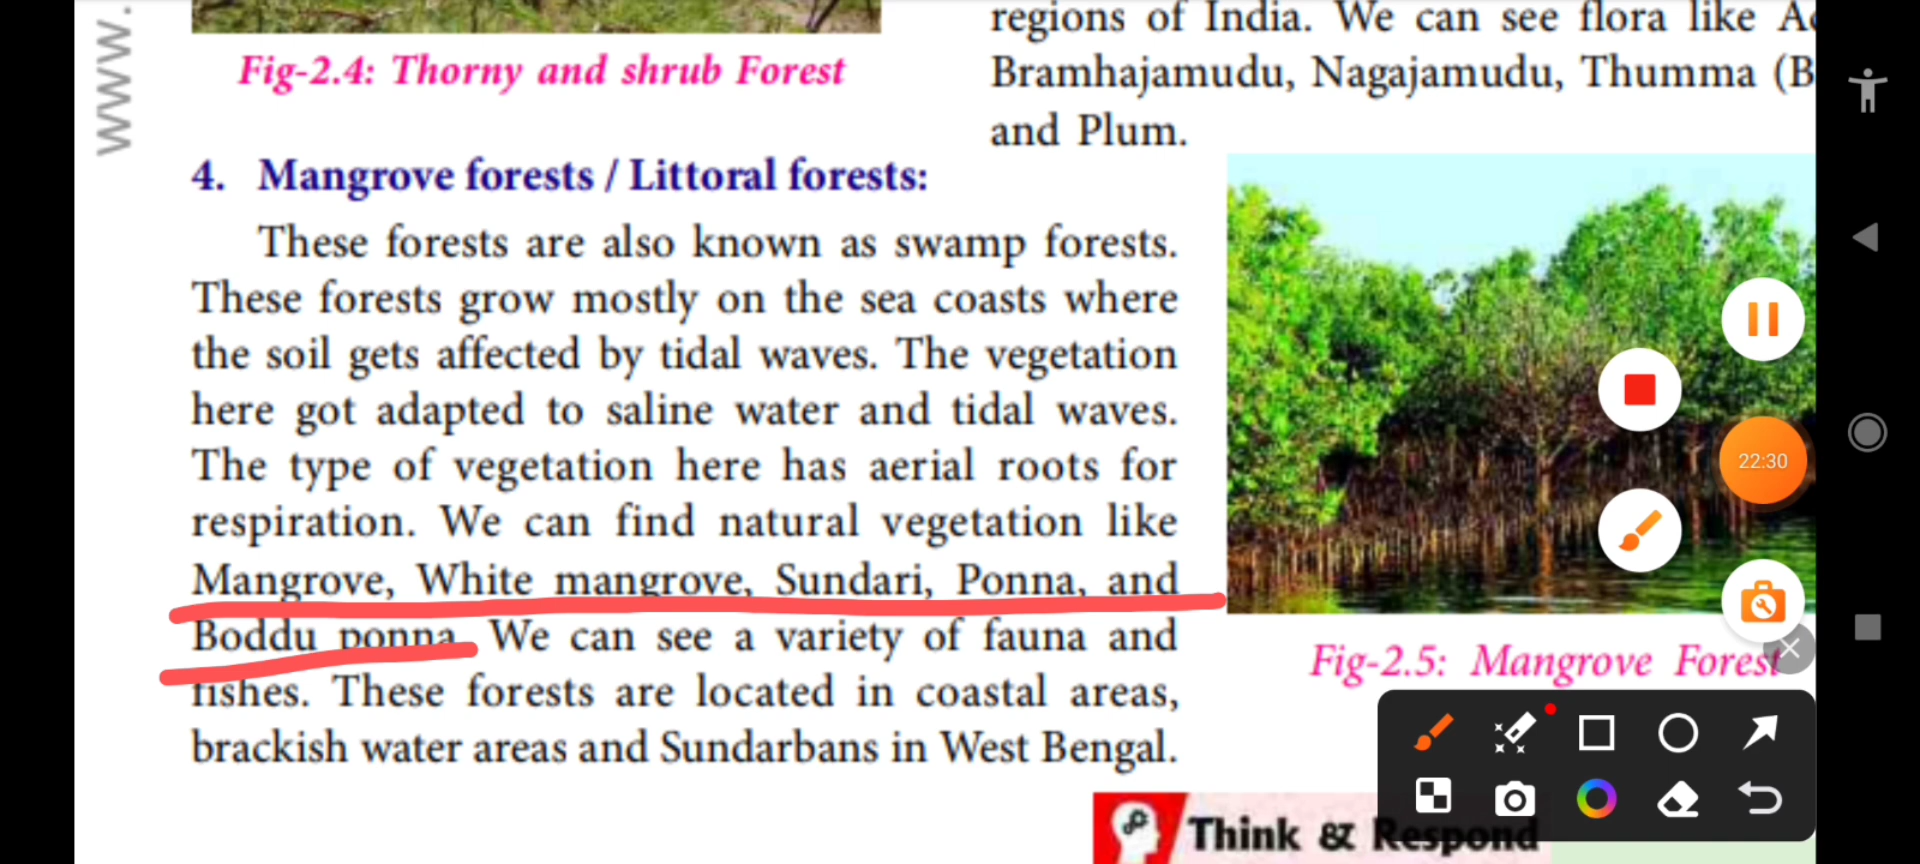 www.
regions of India. We can see flora like
Fig-2.4: Thorny and shrub Forest
Bramhajamudu, Nagajamudu, Thumma (B
and Plum.
4. Mangrove forests / Littoral forests:
These forests are also known as swamp forests.
These forests grow mostly on the sea coasts where
the soil gets affected by tidal waves. The vegetation
here got adapted to saline water and tidal waves.
The type of vegetation here has aerial roots for
respiration. We can find natural vegetation like
Mangrove, White mangrove, Sundari, Ponna, and
Boddu ponna. We can see a variety of fauna and
fishes. These forests are located in coastal areas,
brackish water areas and Sundarbans in West Bengal.
22:30
Fig-2.5: Mangrove Forest
Think & Respond